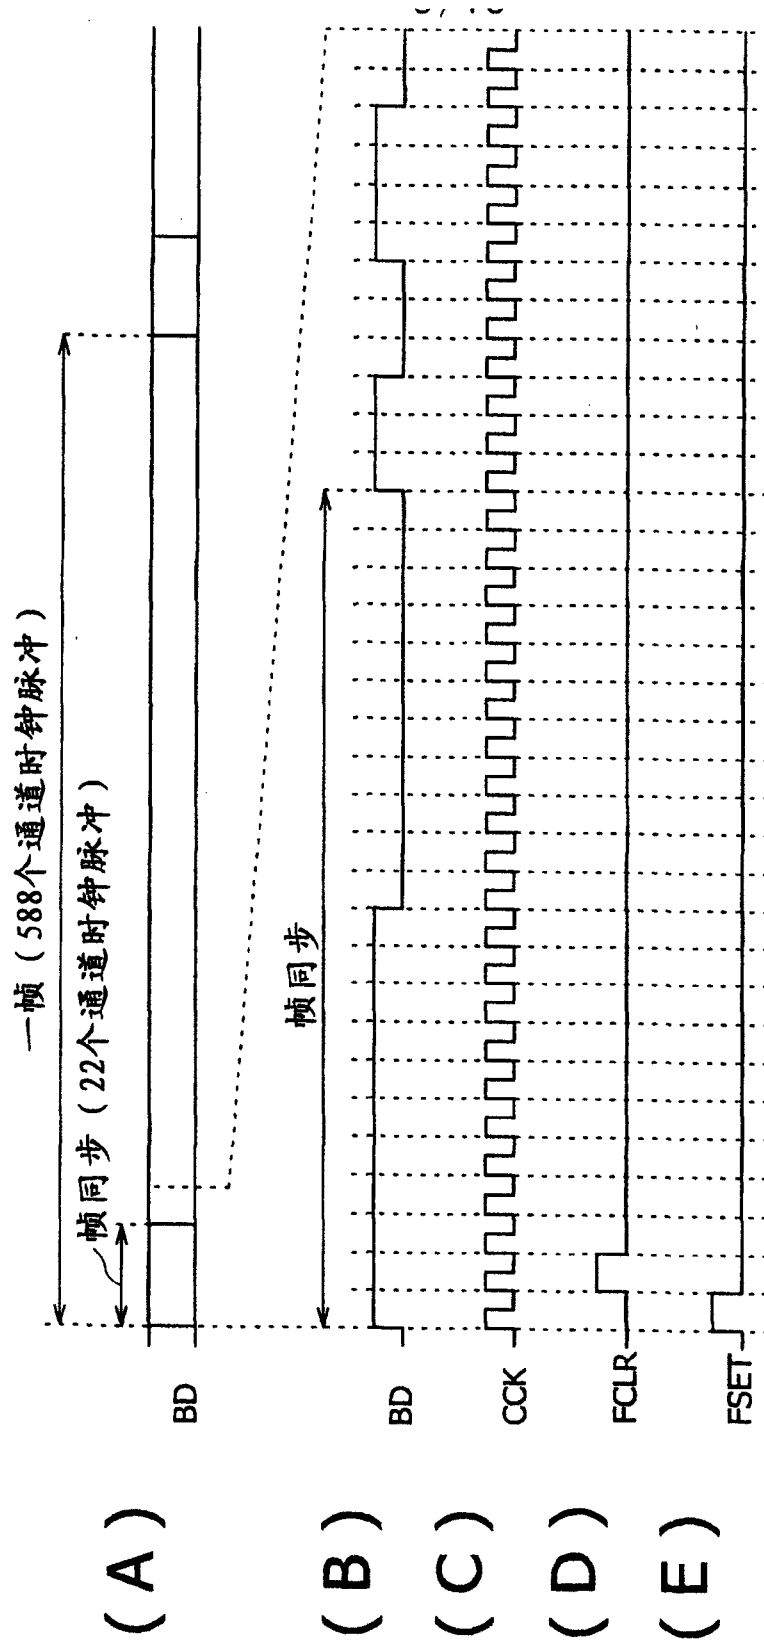 一帧（588个通道时钟脉冲）
帧同步（22个通道时钟脉冲）
(A) BD
帧同步
(B) BD
(C) CCK
(D) FCLR
(E) FSET